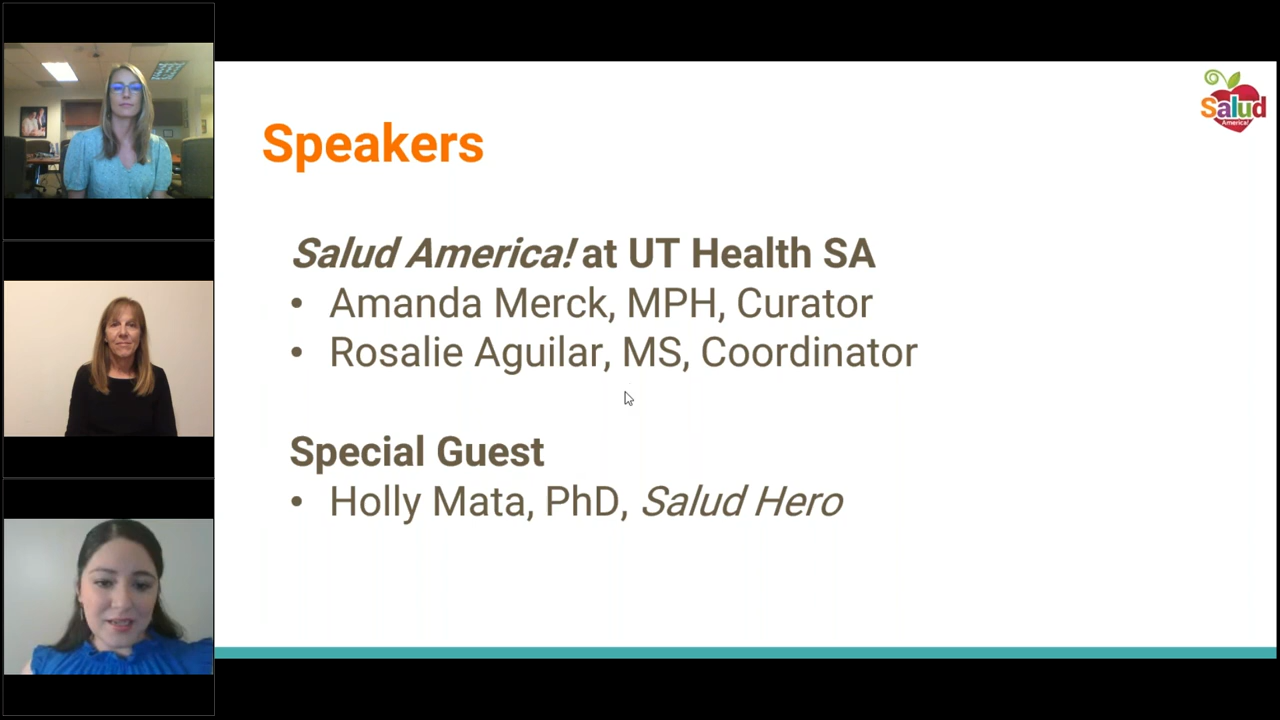 Salud
America!
Speakers
Salud America! at UT Health SA
• Amanda Merck, MPH, Curator
• Rosalie Aguilar, MS, Coordinator
Special Guest
• Holly Mata, PhD, Salud Hero